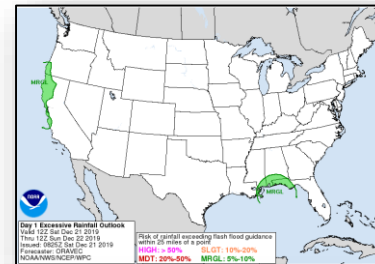 MRGL
MRGL
NOAA
Day 1 Excessive Rainfall Outlook
Valid 12Z Sat Dec 21 2019
Thru 12Z Sun Dec 22 2019
Issued: 0825Z Sat Dec 21 2019
Forecaster: ORAVEC
NOAA/NWS/NCEP/WPC
Risk of rainfall exceeding flash flood guidance
within 25 miles of a point
HIGH: > 50% SLGT: 10%-20%
MDT: 20%-50% MRGL: 5%-10%